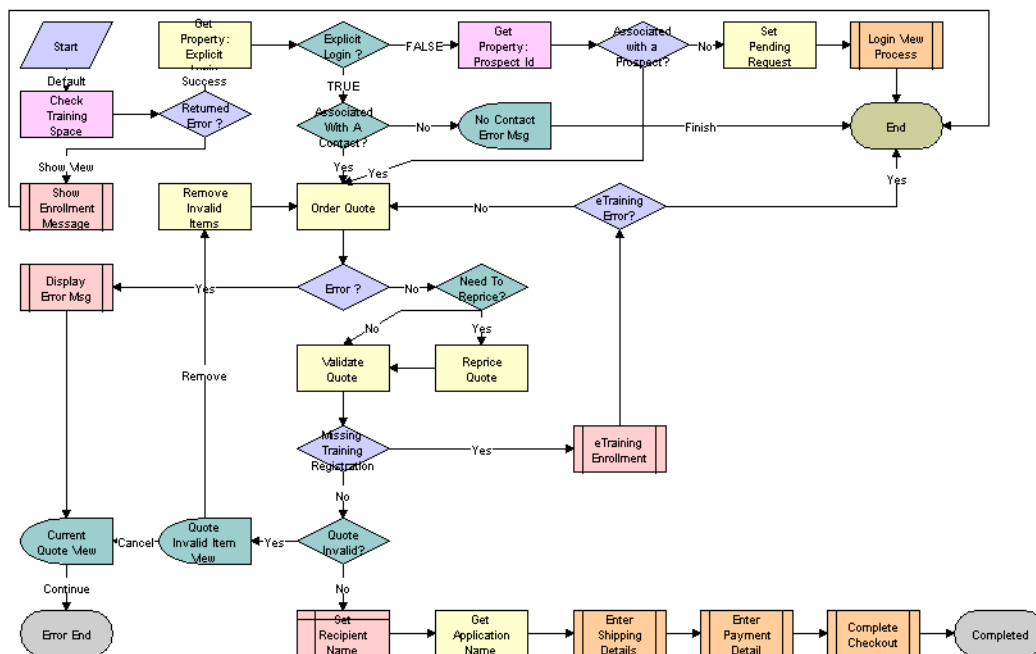 Start
Get
Property:
Explicit
Explicit
Login ?
FALSE
Get
Property:
Prospect Id
Associated
with a
Prospect?
No
Set
Pending
Request
Login View
Process
Default
Success
TRUE
Check
Training
Space
Returned
Error ?
Associated
With A
Contact?
No
No Contact
Error Msg
Finish
End
Show View
Yes
Yes
Yes
Show
Enrollment
Message
Remove
Invalid
Items
Order Quote
No
eTraining
Error?
Display
Error Msg
Yes
Error ?
No
Need To
Reprice?
No
Yes
Validate
Quote
Reprice
Quote
Remove
Missing
Training
Registration
Yes
eTraining
Enrollment
No
Current
Quote View
Cancel
Quote
Invalid Item
View
Yes
Quote
Invalid?
Continue
No
Error End
Set
Recipient
Name
Get
Application
Name
Enter
Shipping
Details
Enter
Payment
Detail
Complete
Checkout
Completed